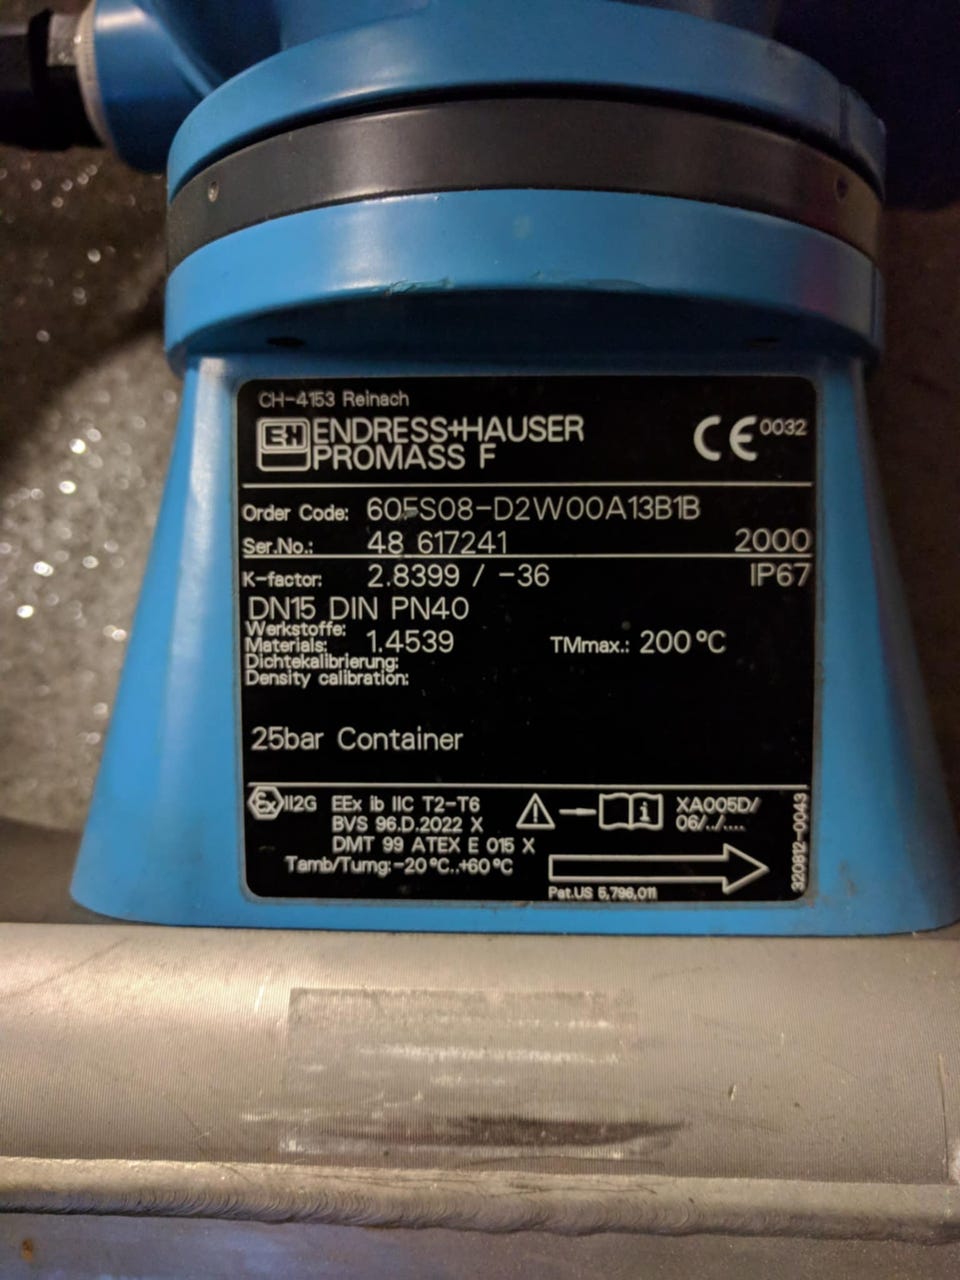 CH-4153 Reinach
E+H ENDRESS+HAUSER
PROMASS F
CE 0032
Order Code: 60FS08-D2W00A13B1B
Ser.No.: 48 617241 2000
K-factor: 2.8399 / -36 IP67
DN15 DIN PN40
Werkstoffe:
Materials: 1.4539 TMmax.: 200°C
Dichtekalibrierung:
Density calibration:
25bar Container
Ex II2G EEx ib IIC T2-T6
BVS 96.D.2022 X
DMT 99 ATEX E 015 X
Tamb/Tumg: -20°C..+60°C
i XA005D/
06/../....
Pat.US 5,796,011
320812-0043